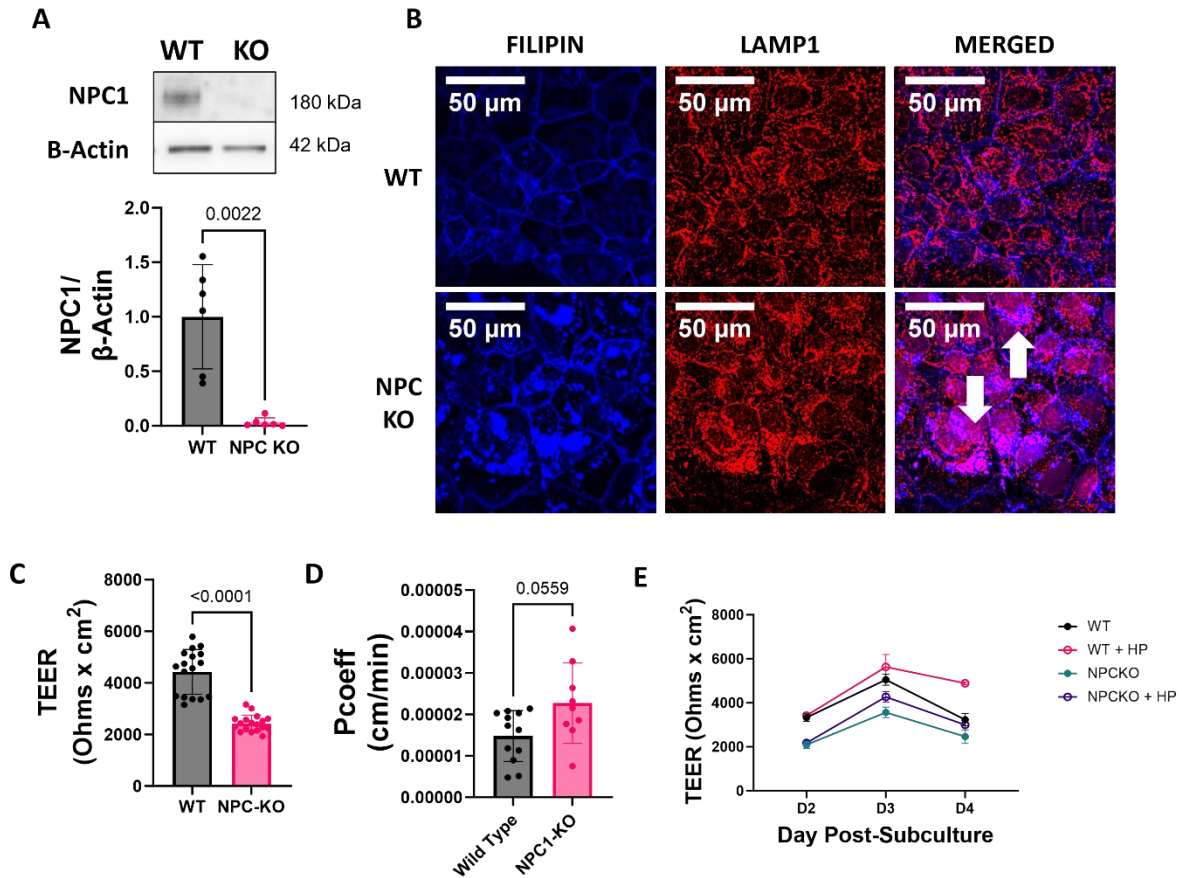 A
WT KO
NPC1
180 kDa
B-Actin
42 kDa
NPC1/
β-Actin
2.0
1.5
1.0
0.5
0.0
0.0022
WT NPC KO
B
FILIPIN LAMP1 MERGED
WT
50 µm 50 µm 50 µm
NPC
KO
50 µm 50 µm 50 µm
C
TEER
(Ohms x cm²)
8000
6000
4000
2000
0
<0.0001
WT NPC-KO
D
Pcoeff
(cm/min)
0.00005
0.00004
0.00003
0.00002
0.00001
0.00000
0.0559
Wild Type NPC1-KO
E
TEER (Ohms x cm²)
8000
6000
4000
2000
0
D2 D3 D4
Day Post-Subculture
WT
WT + HP
NPCKO
NPCKO + HP